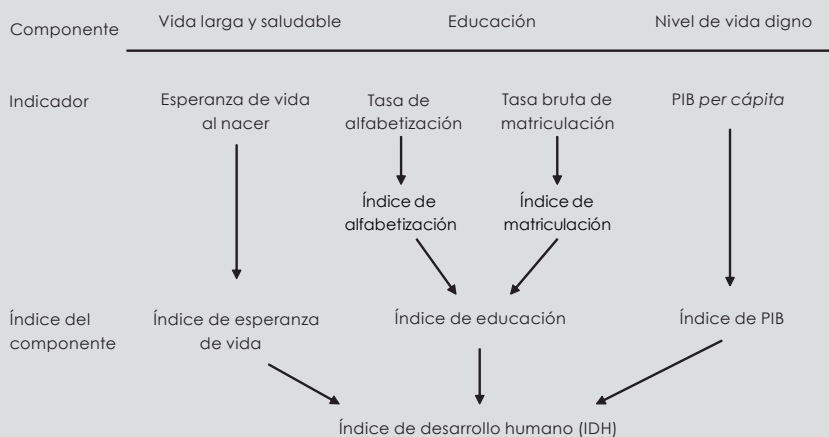 Componente
Vida larga y saludable
Educación
Nivel de vida digno
Indicador
Esperanza de vida
al nacer
Tasa de
alfabetización
Tasa bruta de
matriculación
PIB per cápita
Índice de
alfabetización
Índice de
matriculación
Índice del
componente
Índice de esperanza
de vida
Índice de educación
Índice de PIB
Índice de desarrollo humano (IDH)